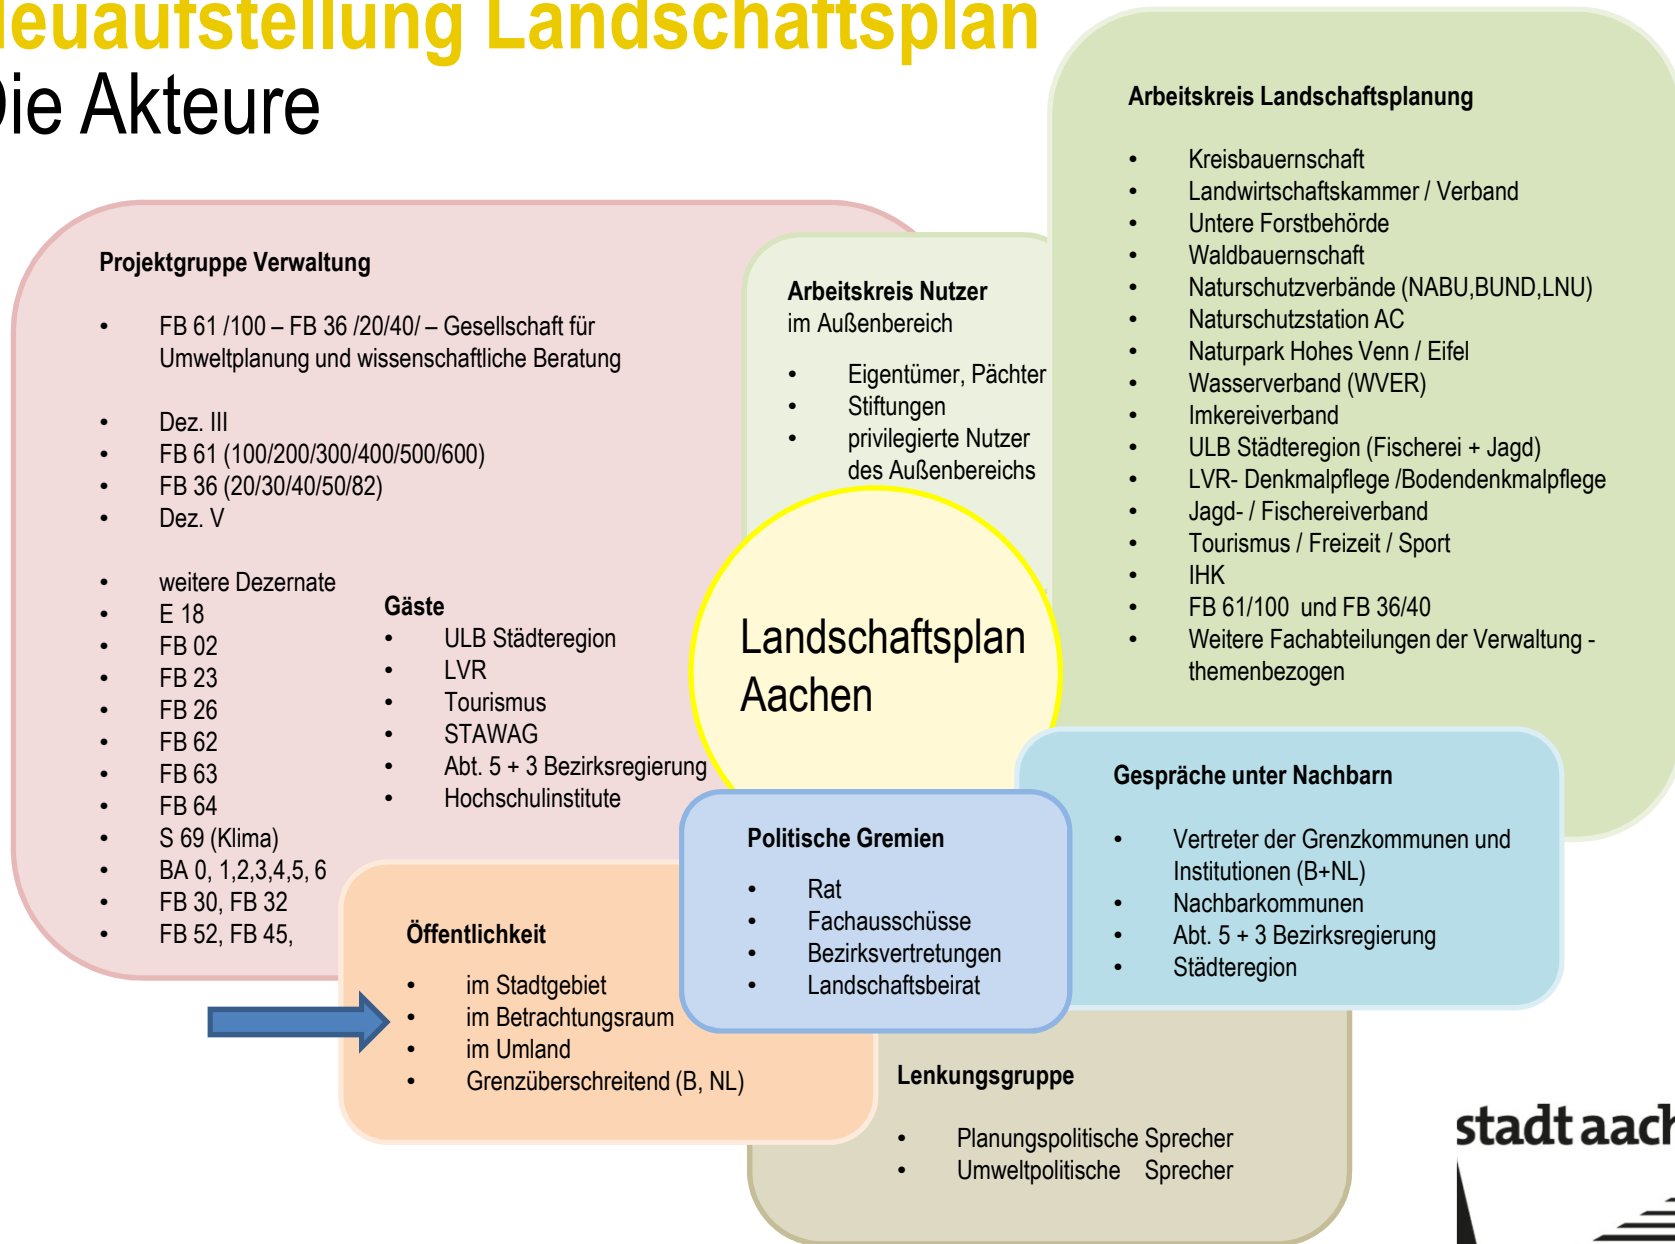 Neuaufstellung Landschaftsplan
Die Akteure
Projektgruppe Verwaltung
• FB 61 /100 – FB 36 /20/40/ – Gesellschaft für
Umweltplanung und wissenschaftliche Beratung
• Dez. III
• FB 61 (100/200/300/400/500/600)
• FB 36 (20/30/40/50/82)
• Dez. V
• weitere Dezernate
• E 18
• FB 02
• FB 23
• FB 26
• FB 62
• FB 63
• FB 64
• S 69 (Klima)
• BA 0, 1,2,3,4,5, 6
• FB 30, FB 32
• FB 52, FB 45,
Gäste
• ULB Städteregion
• LVR
• Tourismus
• STAWAG
• Abt. 5 + 3 Bezirksregierung
• Hochschulinstitute
Arbeitskreis Nutzer
im Außenbereich
• Eigentümer, Pächter
• Stiftungen
• privilegierte Nutzer
des Außenbereichs
Arbeitskreis Landschaftsplanung
• Kreisbauernschaft
• Landwirtschaftskammer / Verband
• Untere Forstbehörde
• Waldbauernschaft
• Naturschutzverbände (NABU,BUND,LNU)
• Naturschutzstation AC
• Naturpark Hohes Venn / Eifel
• Wasserverband (WVER)
• Imkereiverband
• ULB Städteregion (Fischerei + Jagd)
• LVR- Denkmalpflege /Bodendenkmalpflege
• Jagd- / Fischereiverband
• Tourismus / Freizeit / Sport
• IHK
• FB 61/100 und FB 36/40
• Weitere Fachabteilungen der Verwaltung -
themenbezogen
Landschaftsplan
Aachen
Gespräche unter Nachbarn
• Vertreter der Grenzkommunen und
Institutionen (B+NL)
• Nachbarkommunen
• Abt. 5 + 3 Bezirksregierung
• Städteregion
Politische Gremien
• Rat
• Fachausschüsse
• Bezirksvertretungen
• Landschaftsbeirat
Öffentlichkeit
• im Stadtgebiet
• im Betrachtungsraum
• im Umland
• Grenzüberschreitend (B, NL)
Lenkungsgruppe
• Planungspolitische Sprecher
• Umweltpolitische Sprecher
stadt aach